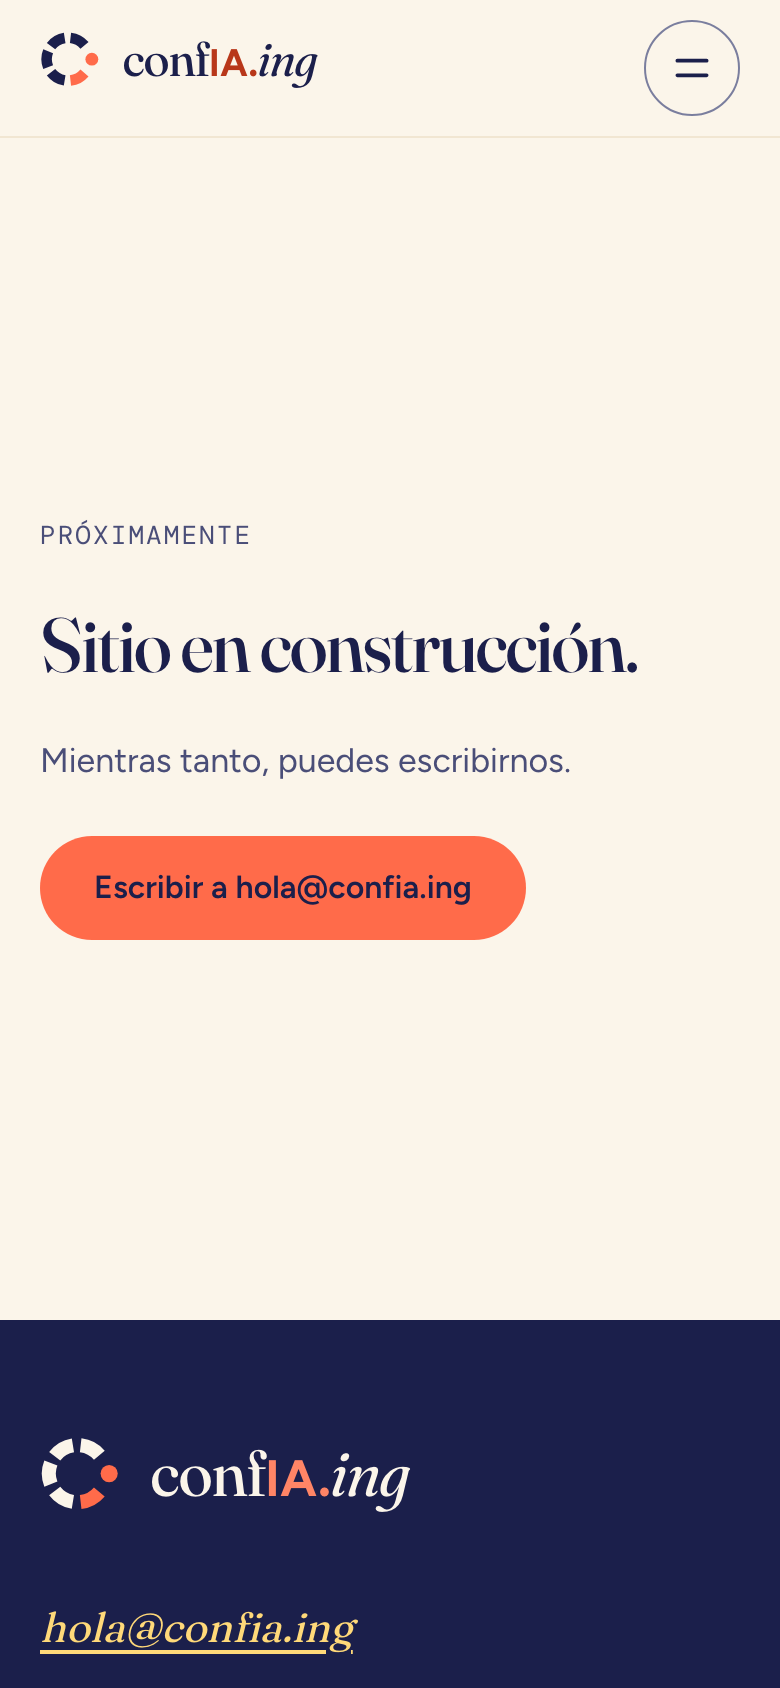 confIA.ing
PRÓXIMAMENTE
Sitio en construcción.
Mientras tanto, puedes escribirnos.
Escribir a hola@confia.ing
confIA.ing
hola@confia.ing